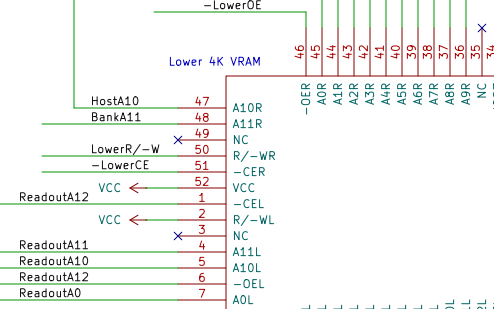 -LowerOE
46 45 44 43 42 41 40 39 38 37 36 35 34
Lower 4K VRAM
-OER A0R A1R A2R A3R A4R A5R A6R A7R A8R A9R NC
HostA10 47 A10R
BankA11 48 A11R
49 NC
LowerR/-W 50 R/-WR
-LowerCE 51 -CER
VCC 52 VCC
ReadoutA12 1 -CEL
VCC 2 R/-WL
3 NC
ReadoutA11 4 A11L
ReadoutA10 5 A10L
ReadoutA12 6 -OEL
ReadoutA0 7 A0L